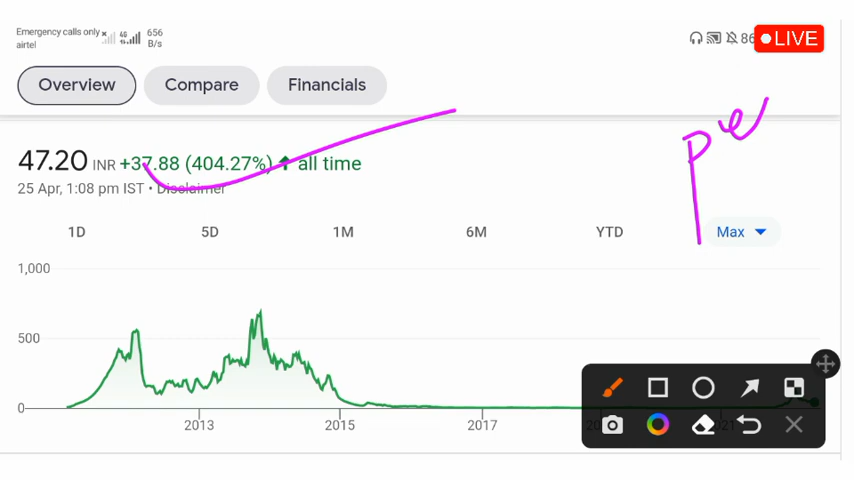 Emergency calls only
airtel
4G
656
B/s
86
LIVE
Overview
Compare
Financials
Pe
47.20 INR +37.88 (404.27%) ↑ all time
25 Apr, 1:08 pm IST • Disclaimer
1D
5D
1M
6M
YTD
Max
1,000
500
0
2013
2015
2017